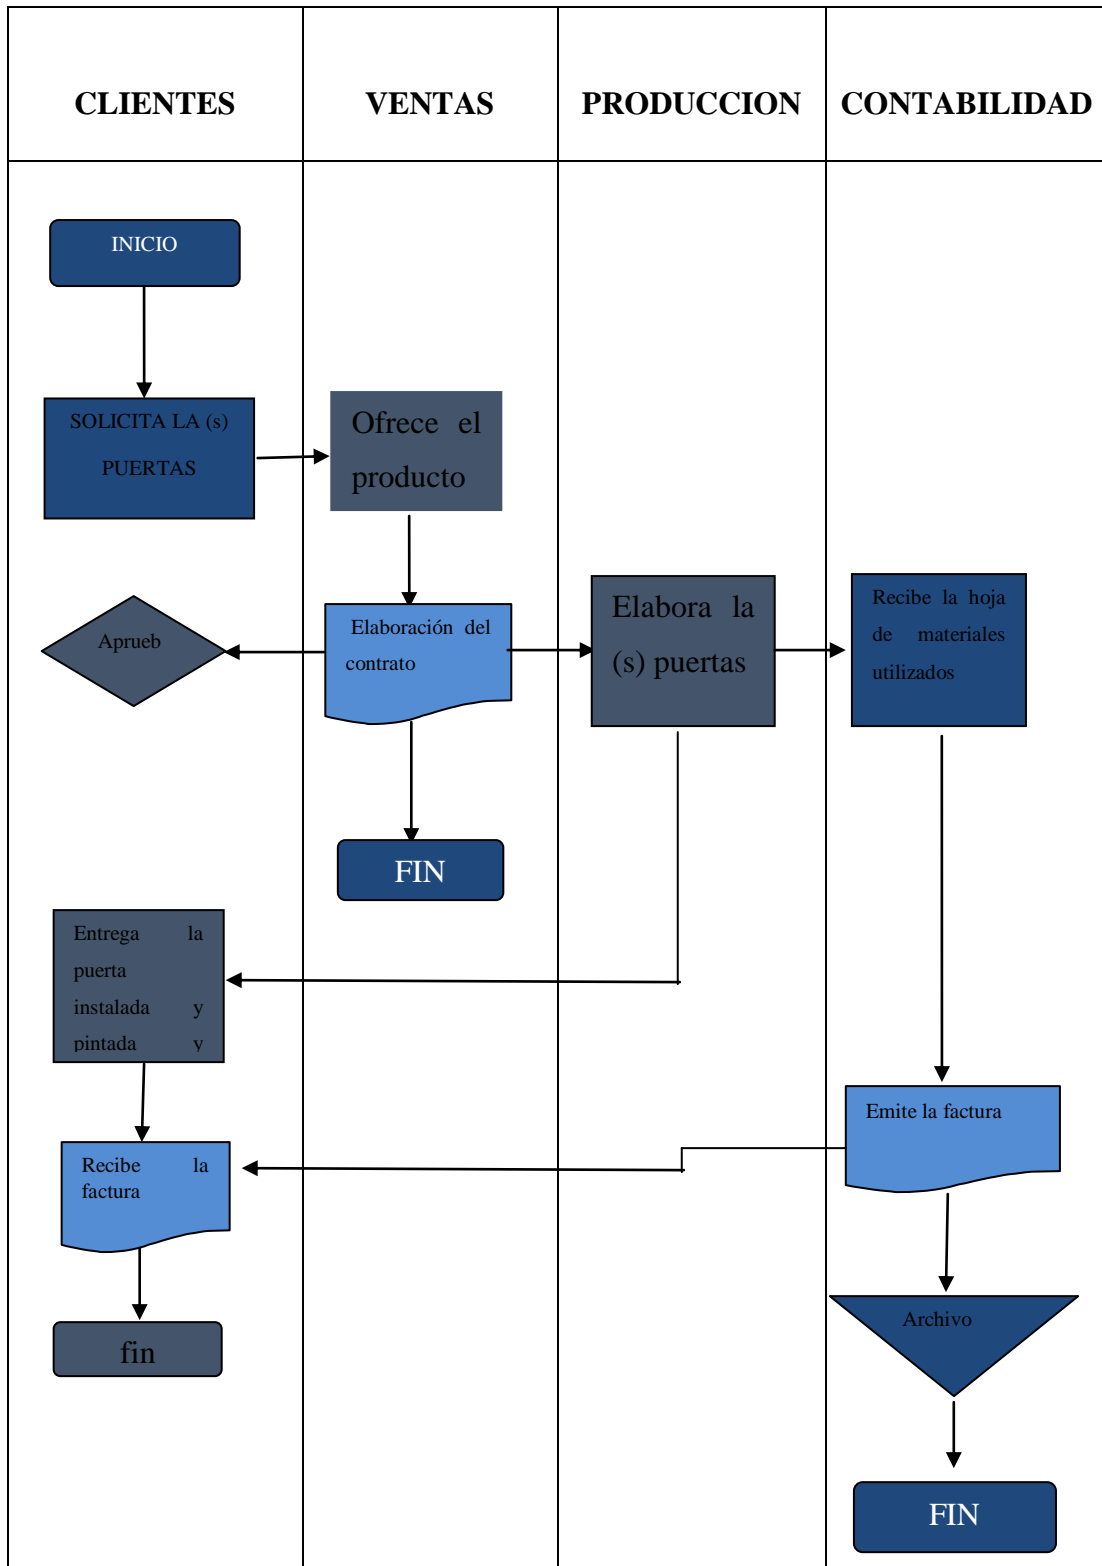 CLIENTES
VENTAS
PRODUCCION
CONTABILIDAD
INICIO
SOLICITA LA (s)
PUERTAS
Ofrece el
producto
Aprueb
Elaboración del
contrato
Elabora la
(s) puertas
Recibe la hoja
de materiales
utilizados
FIN
Entrega la
puerta
instalada y
pintada y
Emite la factura
Recibe la
factura
Archivo
fin
FIN